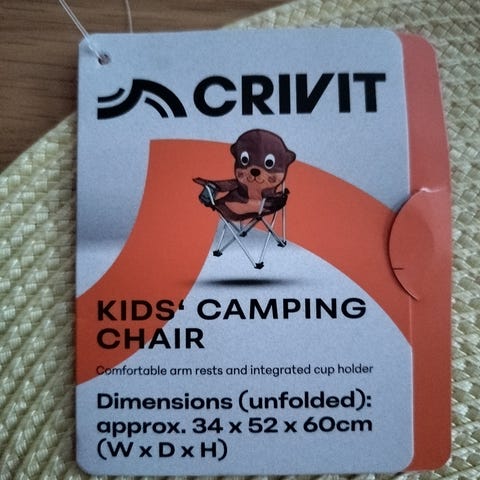 CRIVIT
KIDS' CAMPING
CHAIR
Comfortable arm rests and integrated cup holder
Dimensions (unfolded):
approx. 34 x 52 x 60cm
(W x D x H)